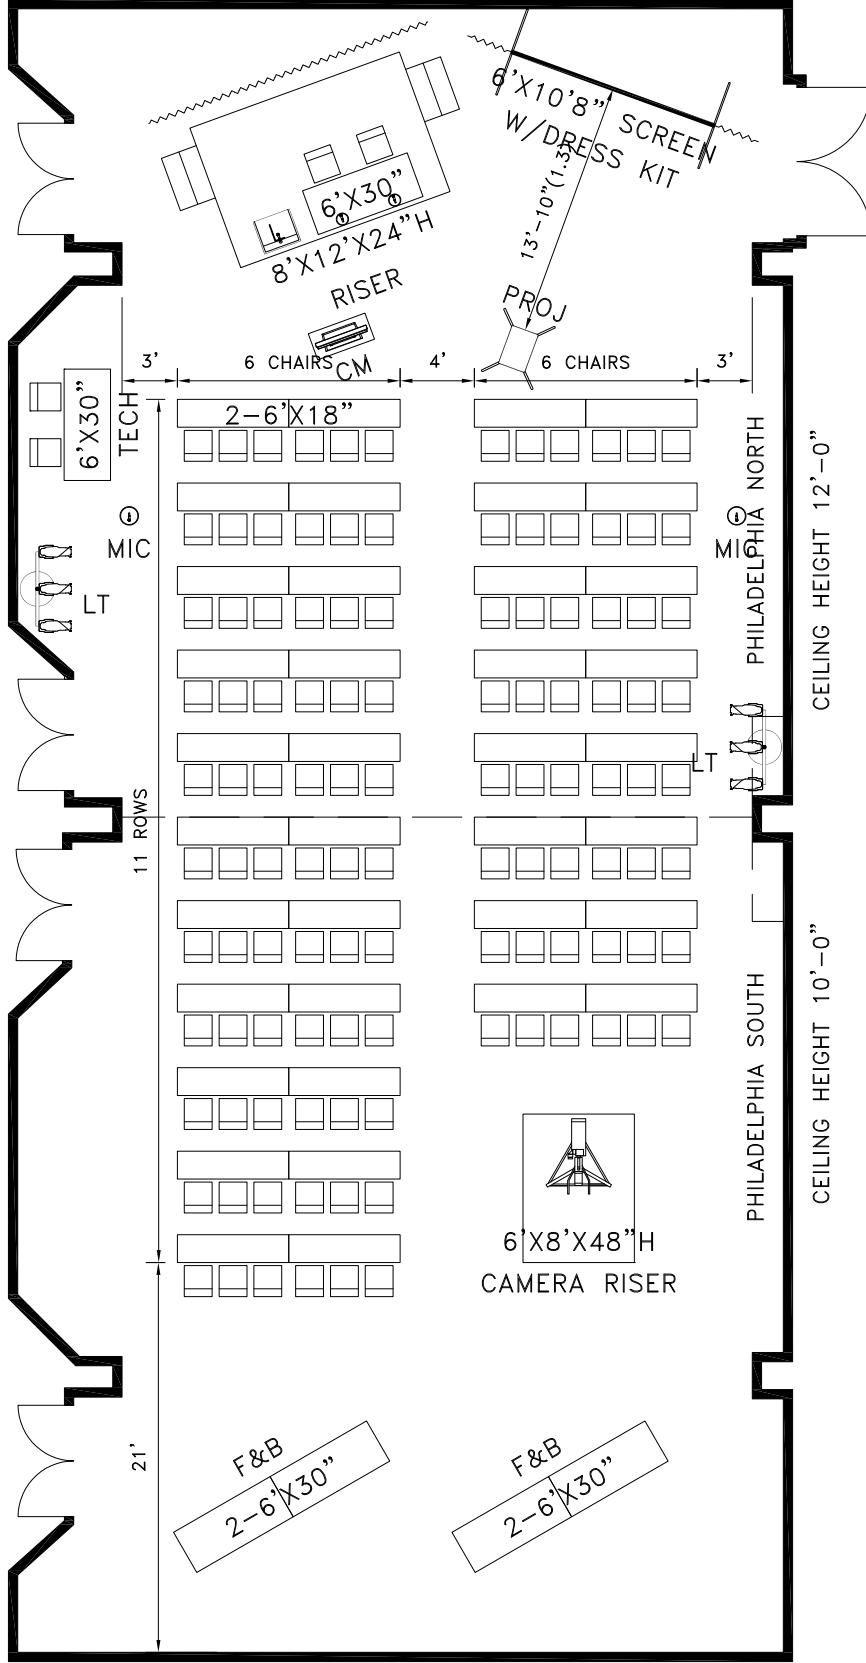 6'X10'8" SCREEN
W/DRESS KIT
13'-10"(1.3)
6'X30"
8'X12'X24"H
RISER
PROJ
CM
3'
6 CHAIRS
4'
6 CHAIRS
3'
2-6'X18"
6'X30"
TECH
MIC
MIC
LT
LT
PHILADELPHIA NORTH
CEILING HEIGHT 12'-0"
11 ROWS
PHILADELPHIA SOUTH
CEILING HEIGHT 10'-0"
6'X8'X48"H
CAMERA RISER
21'
F&B
2-6'X30"
F&B
2-6'X30"